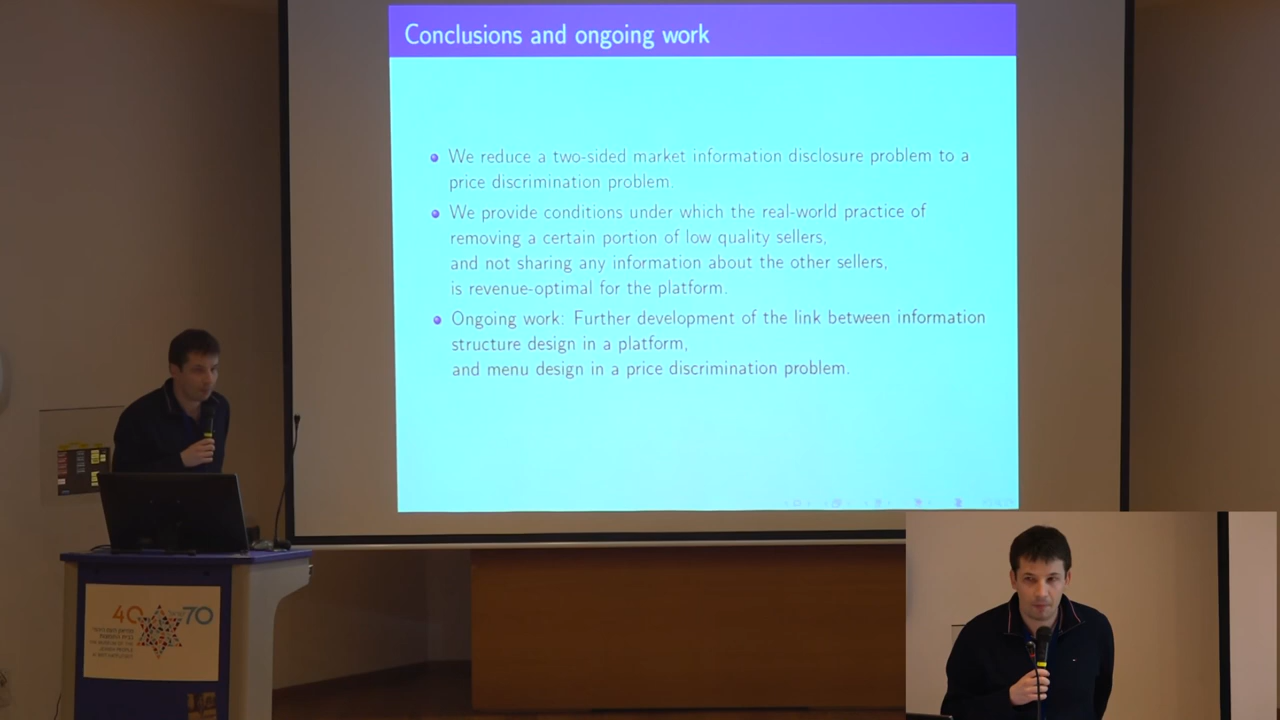 Conclusions and ongoing work
We reduce a two-sided market information disclosure problem to a
price discrimination problem.
We provide conditions under which the real-world practice of
removing a certain portion of low quality sellers,
and not sharing any information about the other sellers,
is revenue-optimal for the platform.
Ongoing work: Further development of the link between information
structure design in a platform,
and menu design in a price discrimination problem.
40
70